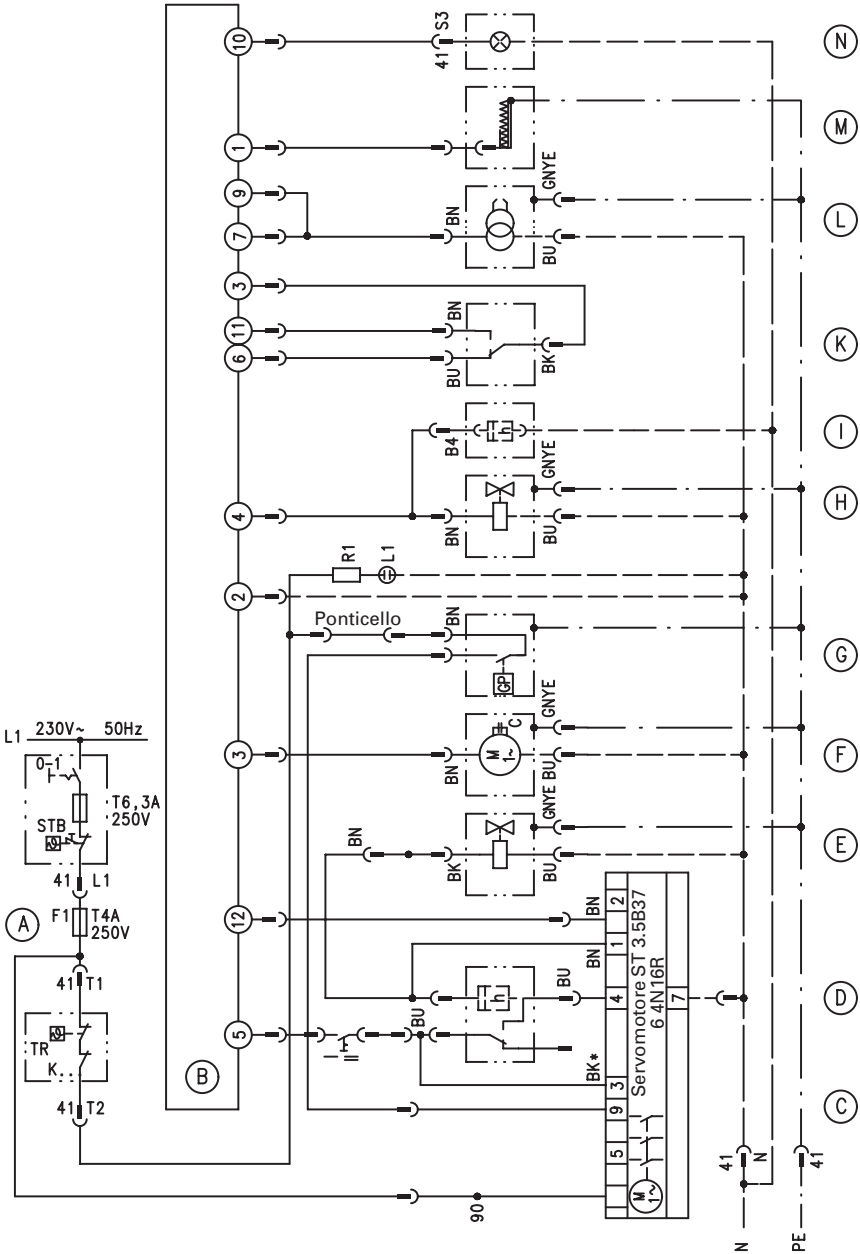 10
41
S3
N
1
M
9
7
BN
GNYE
BU
L
3
11
6
BN
BU
BK
K
B4
h
I
4
BN
GNYE
BU
H
R1
L1
2
Ponticello
BN
GP
G
L1 230V~ 50Hz
0-1
T6,3A
250V
STB
41 L1
A
F1 T4A
250V
41 T1
TR
K..
41 T2
B
3
BN
M
1~
C
GNYE
BU
F
BN
BK
GNYE
BU
E
12
BN
2
1
BN
Servomotore ST 3.5B37
6 4N16R
5
BU
h
BU
4
7
D
BK*
3
9
5
M
1~
C
90
41
N
41
N
PE